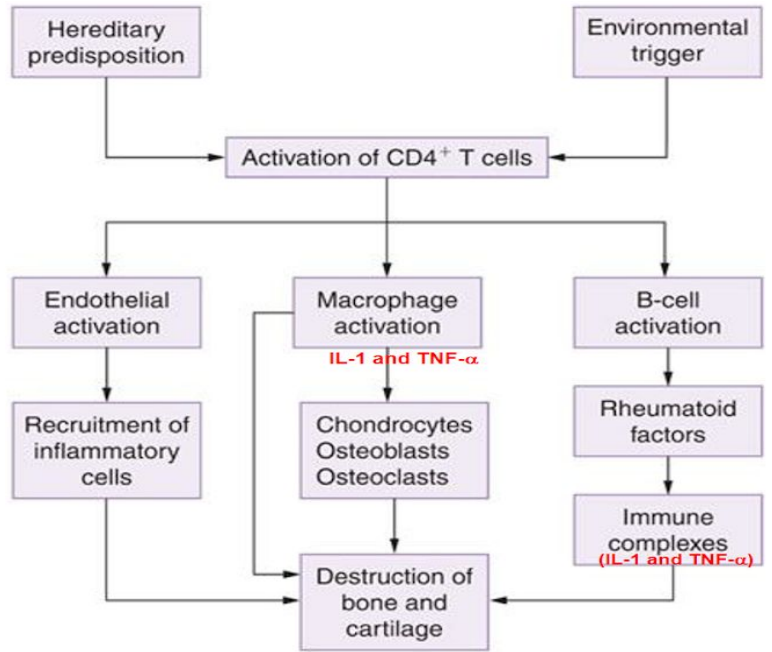 Hereditary
predisposition
Environmental
trigger
Activation of CD4⁺ T cells
Endothelial
activation
Macrophage
activation
IL-1 and TNF-α
B-cell
activation
Recruitment of
inflammatory
cells
Chondrocytes
Osteoblasts
Osteoclasts
Rheumatoid
factors
Immune
complexes
(IL-1 and TNF-α)
Destruction of
bone and
cartilage